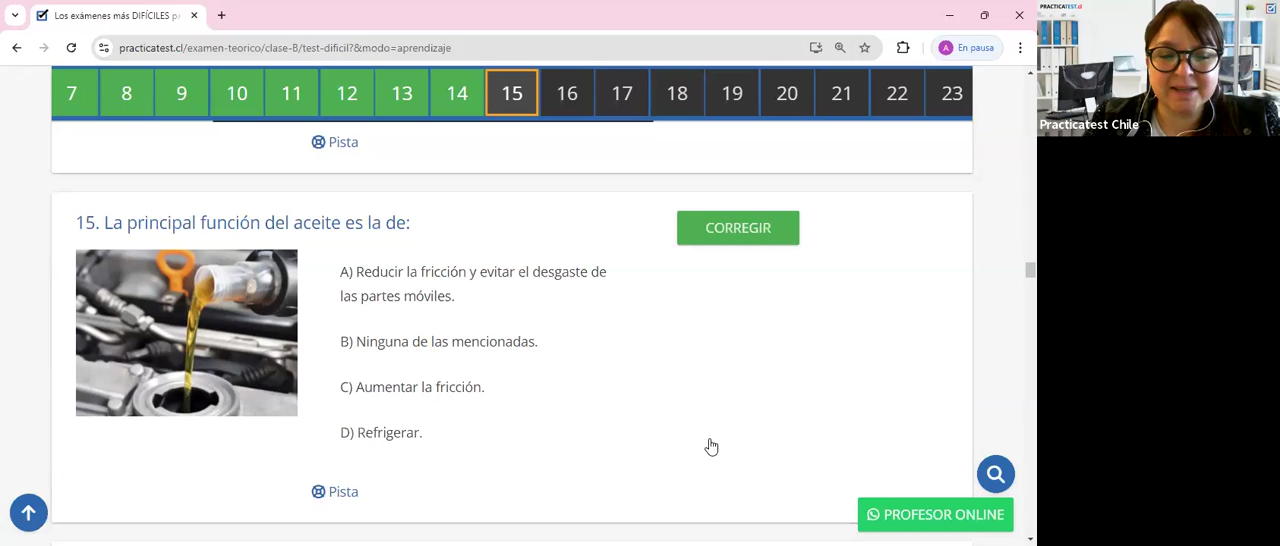 Los exámenes más DIFÍCILES pa
practicatest.cl/examen-teorico/clase-B/test-dificil?&modo=aprendizaje
A
En pausa
PRACTICATEST.cl
Practicatest Chile
7 8 9 10 11 12 13 14 15 16 17 18 19 20 21 22 23
Pista
15. La principal función del aceite es la de:
CORREGIR
A) Reducir la fricción y evitar el desgaste de
las partes móviles.
B) Ninguna de las mencionadas.
C) Aumentar la fricción.
D) Refrigerar.
Pista
PROFESOR ONLINE